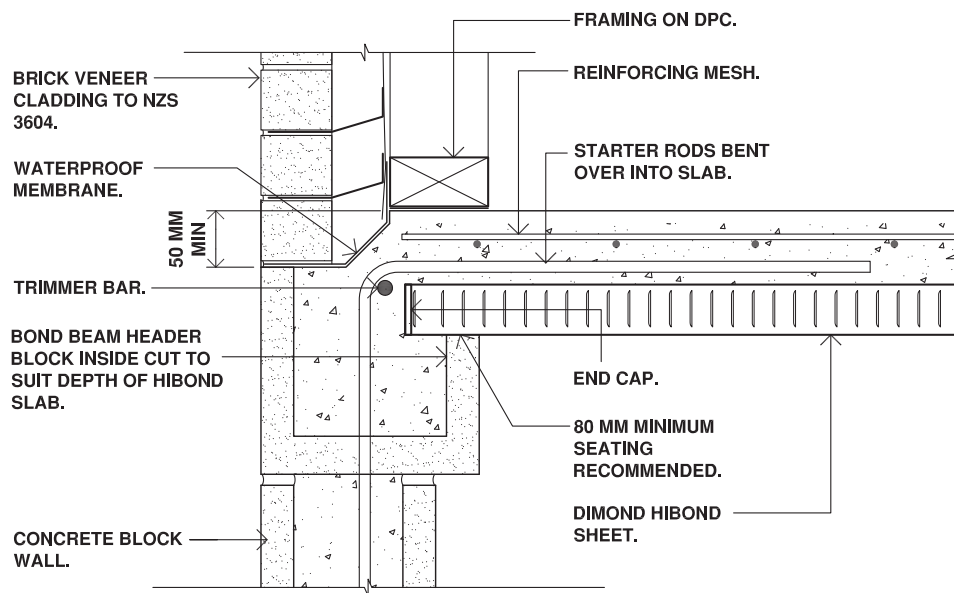 FRAMING ON DPC.
BRICK VENEER
CLADDING TO NZS
3604.
REINFORCING MESH.
WATERPROOF
MEMBRANE.
STARTER RODS BENT
OVER INTO SLAB.
50 MM
MIN
TRIMMER BAR.
BOND BEAM HEADER
BLOCK INSIDE CUT TO
SUIT DEPTH OF HIBOND
SLAB.
END CAP.
80 MM MINIMUM
SEATING
RECOMMENDED.
DIMOND HIBOND
SHEET.
CONCRETE BLOCK
WALL.